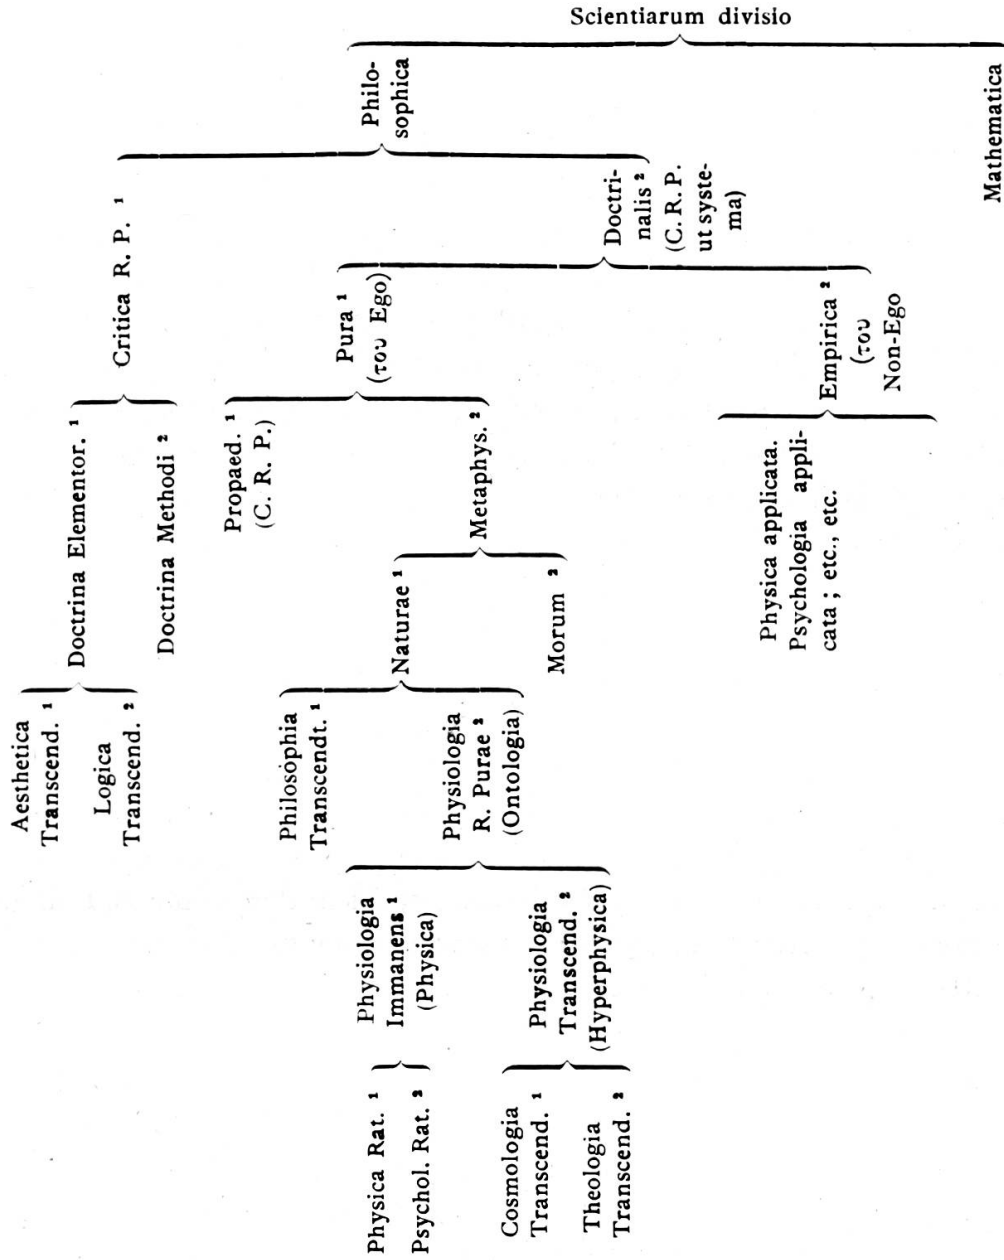 Scientiarum divisio
Philo-
sophica
Mathematica
Critica R. P. ¹
Doctri-
nalis ²
(C. R. P.
ut syste-
ma)
Pura ¹
(του Ego)
Empirica ²
(του
Non-Ego
Doctrina Elementor. ¹
Doctrina Methodi ²
Propaed. ¹
(C. R. P.)
Metaphys. ²
Physica applicata.
Psychologia appli-
cata ; etc., etc.
Naturae ¹
Morum ²
Aesthetica
Transcend. ¹
Logica
Transcend. ²
Philosophia
Transcendt. ¹
Physiologia
R. Purae ²
(Ontologia)
Physiologia
Immanens ¹
(Physica)
Physiologia
Transcend. ²
(Hyperphysica)
Physica Rat. ¹
Psychol. Rat. ²
Cosmologia
Transcend. ¹
Theologia
Transcend. ²